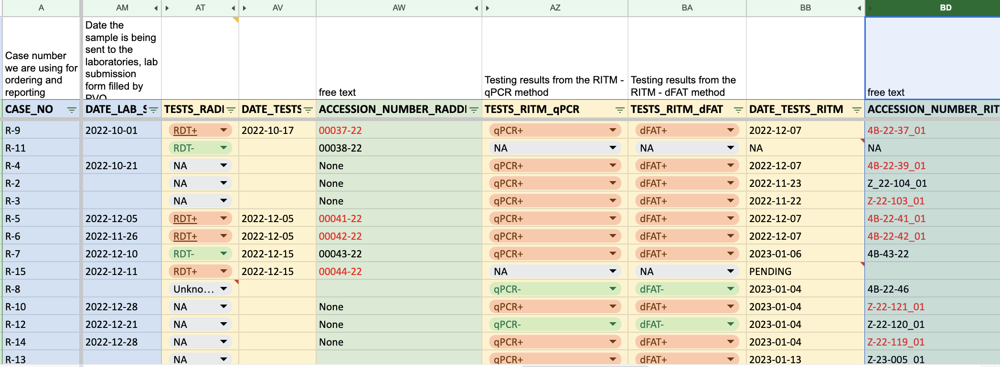 A AM AT AV AW AZ BA BB BD
Case number
we are using for
ordering and
reporting
Date the
sample is being
sent to the
laboratories, lab
submission
form filled by
PVO
free text
Testing results from the RITM -
qPCR method
Testing results from the
RITM - dFAT method
free text
CASE_NO DATE_LAB_S TESTS_RADI DATE_TESTS ACCESSION_NUMBER_RADDI TESTS_RITM_qPCR TESTS_RITM_dFAT DATE_TESTS_RITM ACCESSION_NUMBER_RIT
R-9 2022-10-01 RDT+ 2022-10-17 00037-22 qPCR+ dFAT+ 2022-12-07 4B-22-37_01
R-11 RDT- 00038-22 NA NA NA NA
R-4 2022-10-21 NA None qPCR+ dFAT+ 2022-12-07 4B-22-39_01
R-2 NA None qPCR+ dFAT+ 2022-11-23 Z_22-104_01
R-3 NA None qPCR+ dFAT+ 2022-11-22 Z-22-103_01
R-5 2022-12-05 RDT+ 2022-12-05 00041-22 qPCR+ dFAT+ 2022-12-07 4B-22-41_01
R-6 2022-11-26 RDT+ 2022-12-05 00042-22 qPCR+ dFAT+ 2022-12-07 4B-22-42_01
R-7 2022-12-10 RDT- 2022-12-15 00043-22 qPCR+ dFAT+ 2023-01-06 4B-43-22
R-15 2022-12-11 RDT+ 2022-12-15 00044-22 NA NA PENDING
R-8 Unkno... qPCR- dFAT- 2023-01-04 4B-22-46
R-10 2022-12-28 NA None qPCR+ dFAT+ 2023-01-04 Z-22-121_01
R-12 2022-12-21 NA None qPCR- dFAT- 2023-01-04 Z-22-120_01
R-14 2022-12-28 NA None qPCR+ dFAT+ 2023-01-04 Z-22-119_01
R-13 NA qPCR+ dFAT+ 2023-01-13 Z-23-005_01